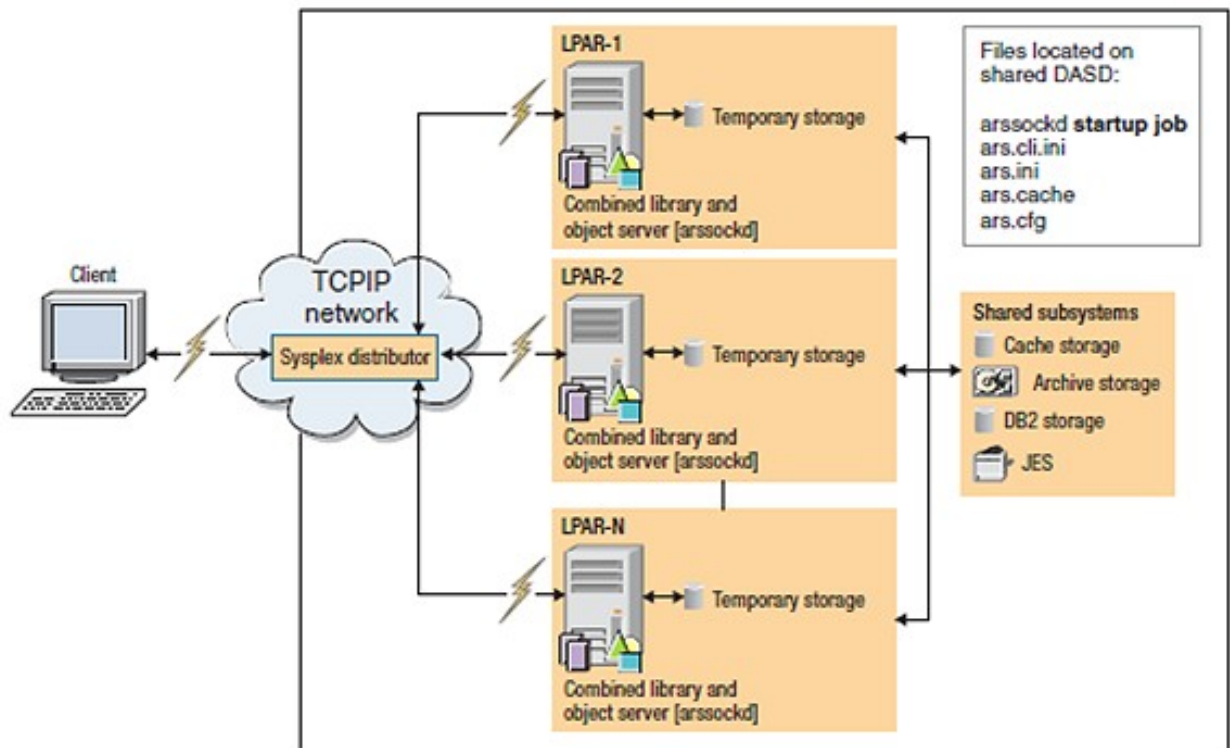 Client
TCPIP
network
Sysplex distributor
LPAR-1
Temporary storage
Combined library and
object server [arssockd]
LPAR-2
Temporary storage
Combined library and
object server [arssockd]
LPAR-N
Temporary storage
Combined library and
object server [arssockd]
Files located on
shared DASD:
arssockd startup job
ars.cli.ini
ars.ini
ars.cache
ars.cfg
Shared subsystems
Cache storage
Archive storage
DB2 storage
JES